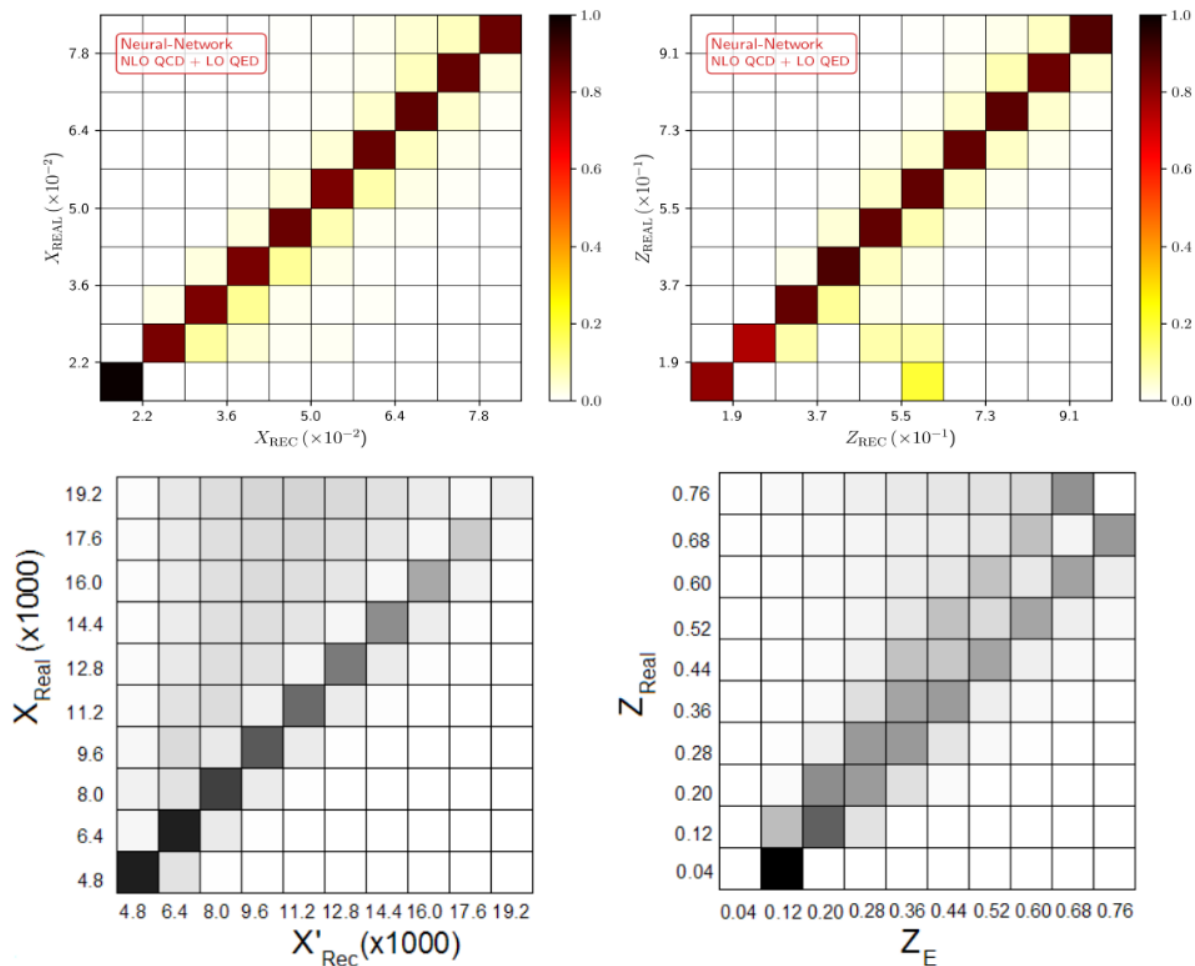 Neural-Network
NLO QCD + LO QED
7.8
6.4
5.0
3.6
2.2
X_REAL (×10⁻²)
2.2 3.6 5.0 6.4 7.8
X_REC (×10⁻²)
1.0
0.8
0.6
0.4
0.2
0.0
Neural-Network
NLO QCD + LO QED
9.1
7.3
5.5
3.7
1.9
Z_REAL (×10⁻¹)
1.9 3.7 5.5 7.3 9.1
Z_REC (×10⁻¹)
1.0
0.8
0.6
0.4
0.2
0.0
19.2
17.6
16.0
14.4
12.8
11.2
9.6
8.0
6.4
4.8
X_Real (x1000)
4.8 6.4 8.0 9.6 11.2 12.8 14.4 16.0 17.6 19.2
X'_Rec (x1000)
0.76
0.68
0.60
0.52
0.44
0.36
0.28
0.20
0.12
0.04
Z_Real
0.04 0.12 0.20 0.28 0.36 0.44 0.52 0.60 0.68 0.76
Z_E